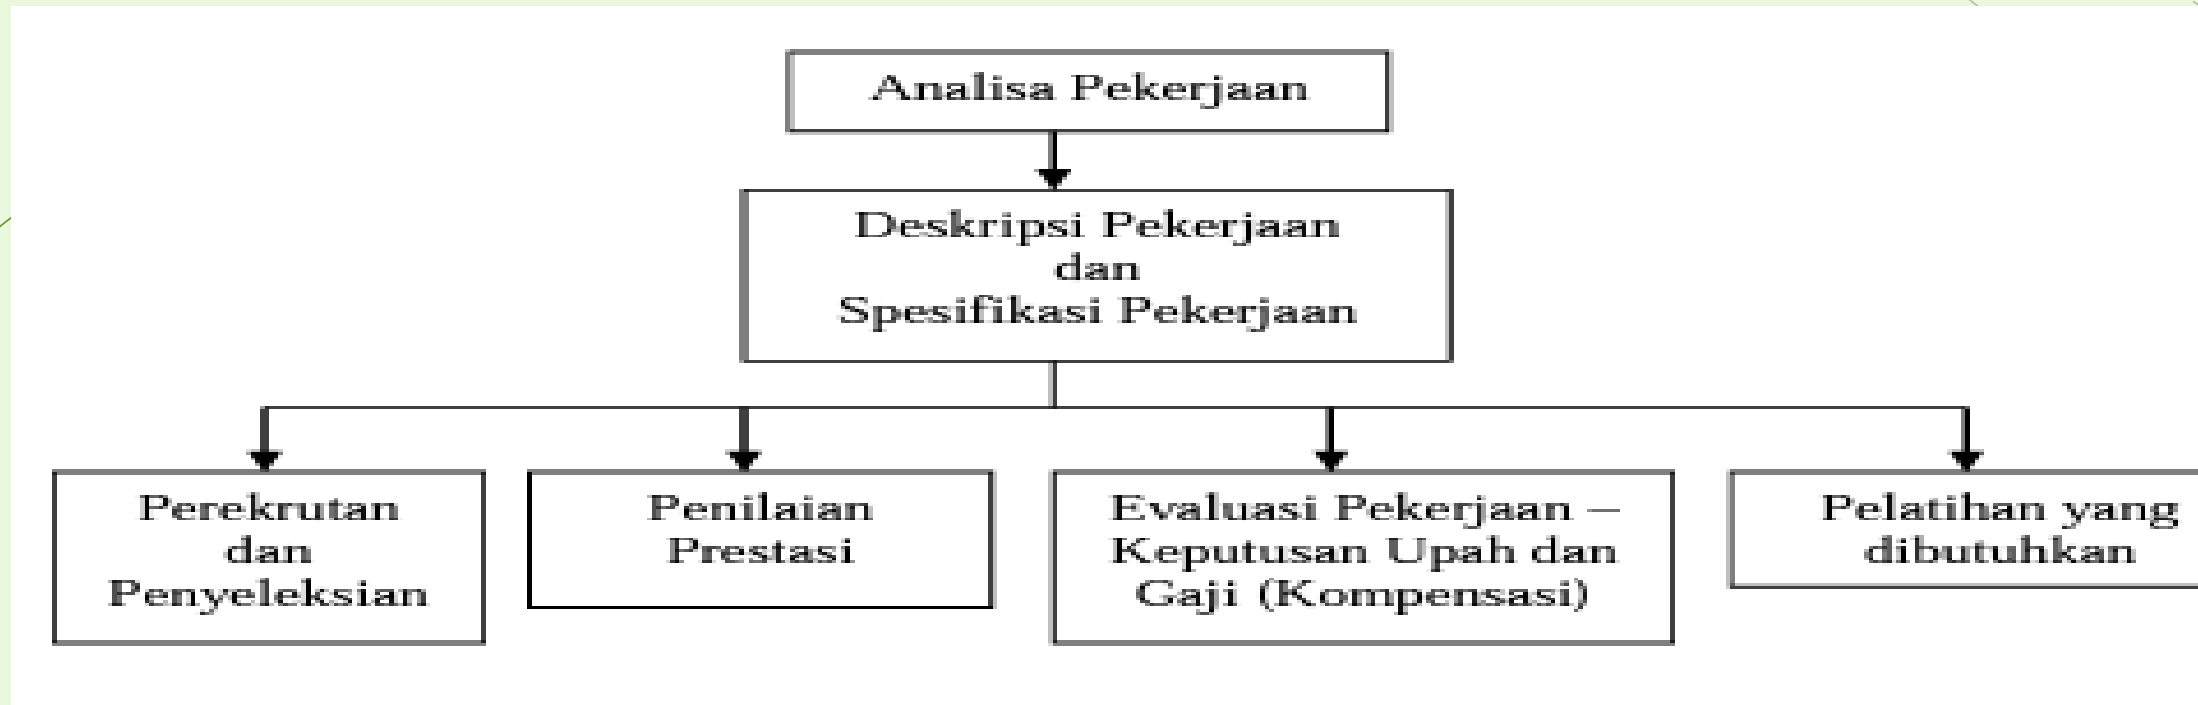 Analisa Pekerjaan
Deskripsi Pekerjaan
dan
Spesifikasi Pekerjaan
Perekrutan
dan
Penyeleksian
Penilaian
Prestasi
Evaluasi Pekerjaan –
Keputusan Upah dan
Gaji (Kompensasi)
Pelatihan yang
dibutuhkan